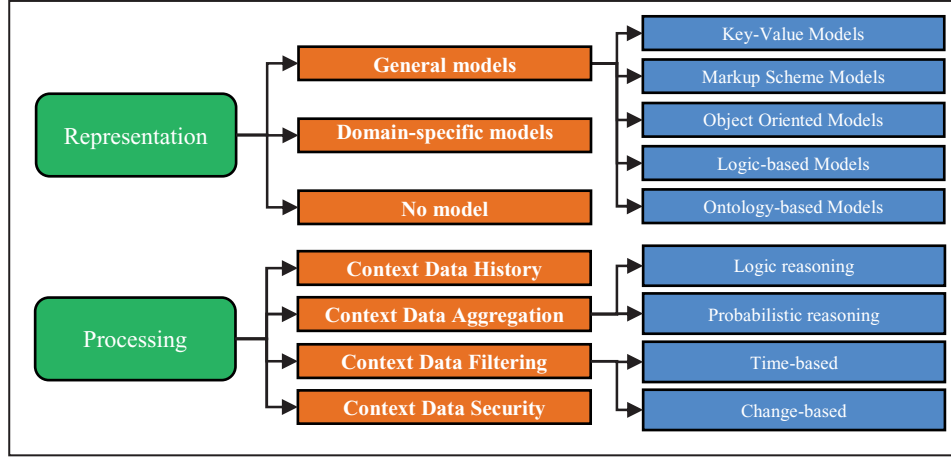 Representation
General models
Domain-specific models
No model
Key-Value Models
Markup Scheme Models
Object Oriented Models
Logic-based Models
Ontology-based Models
Processing
Context Data History
Context Data Aggregation
Context Data Filtering
Context Data Security
Logic reasoning
Probabilistic reasoning
Time-based
Change-based